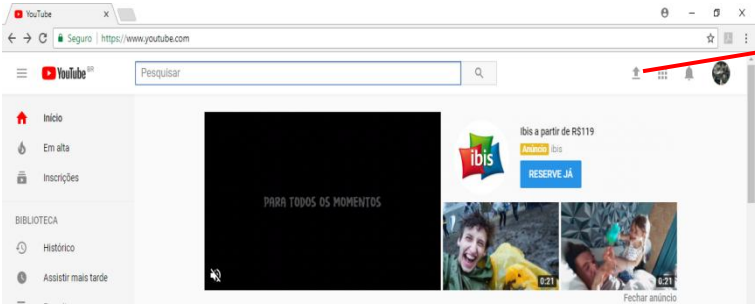 YouTube
Seguro | https://www.youtube.com
YouTube BR
Pesquisar
Início
Em alta
Inscrições
BIBLIOTECA
Histórico
Assistir mais tarde
PARA TODOS OS MOMENTOS
ibis
Ibis a partir de R$119
Anúncio ibis
RESERVE JÁ
0:21
0:21
Fechar anúncio